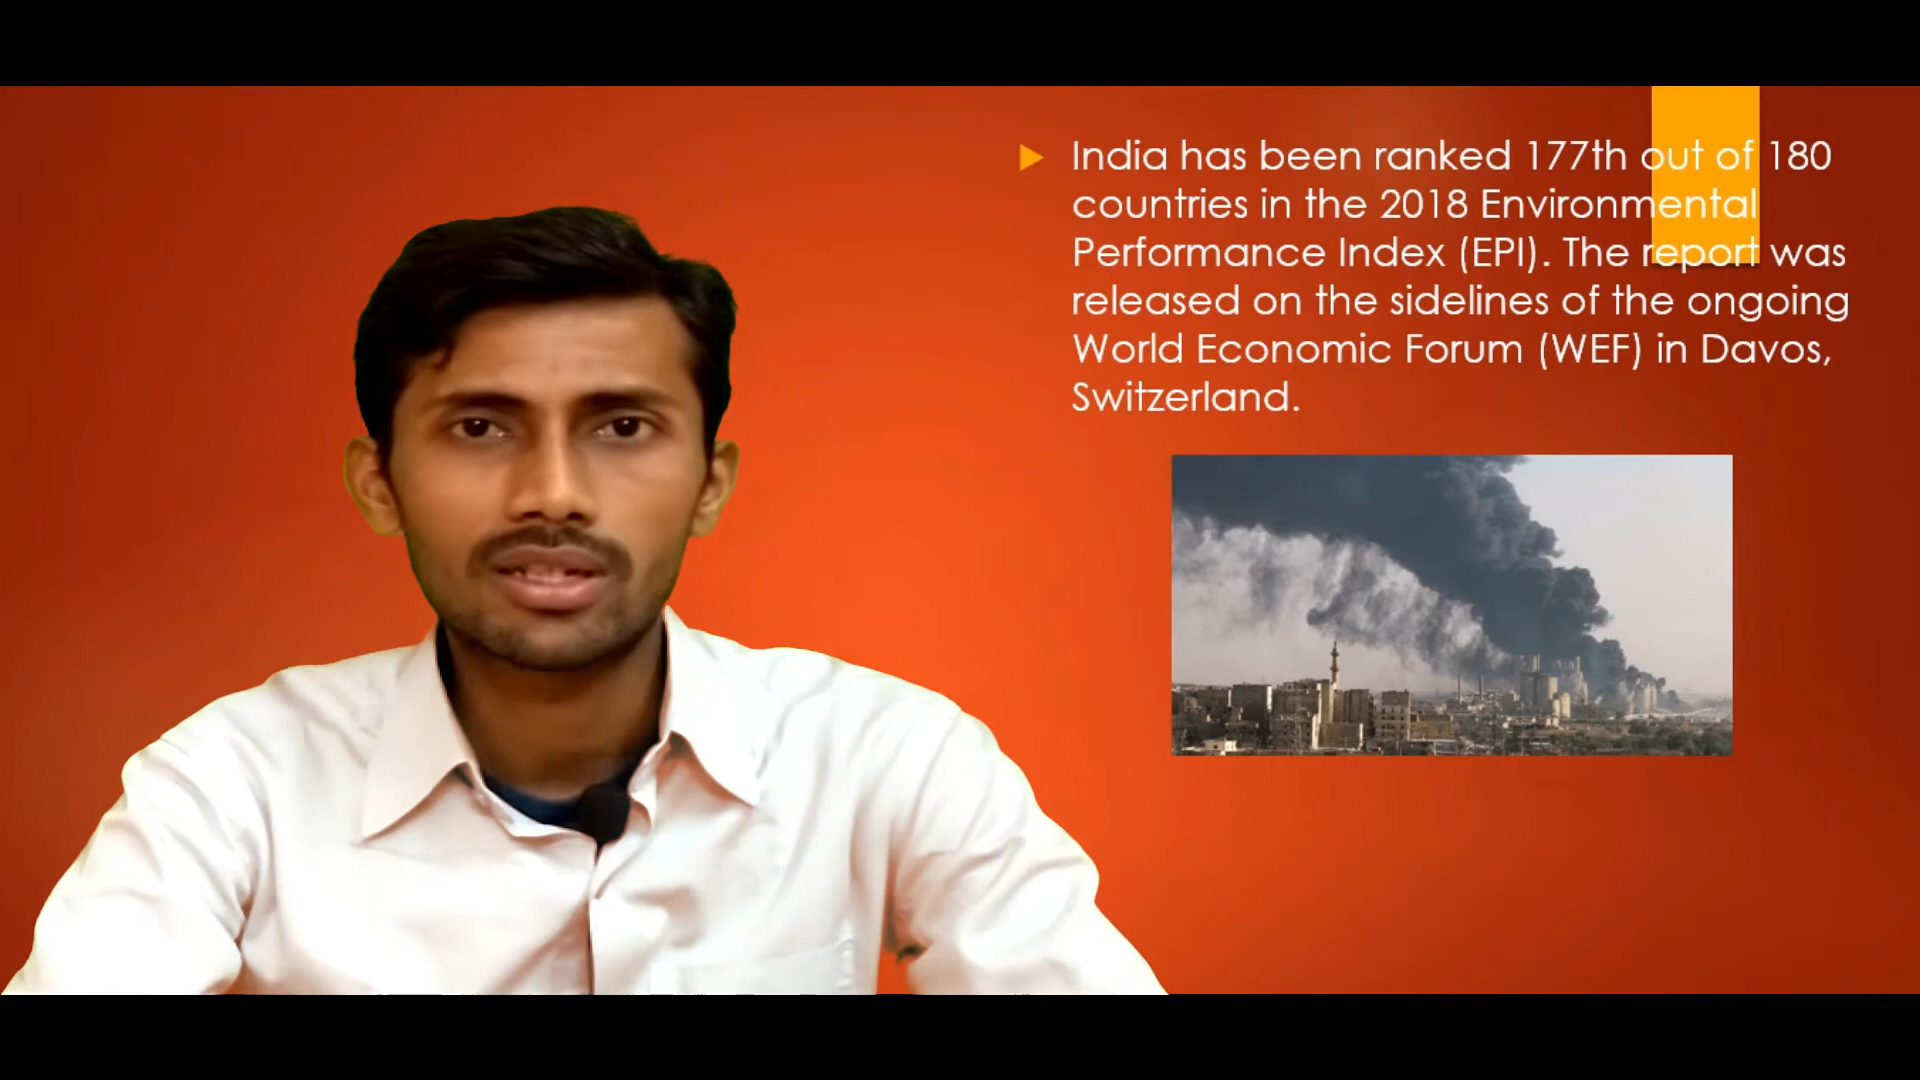 India has been ranked 177th out of 180
countries in the 2018 Environmental
Performance Index (EPI). The report was
released on the sidelines of the ongoing
World Economic Forum (WEF) in Davos,
Switzerland.